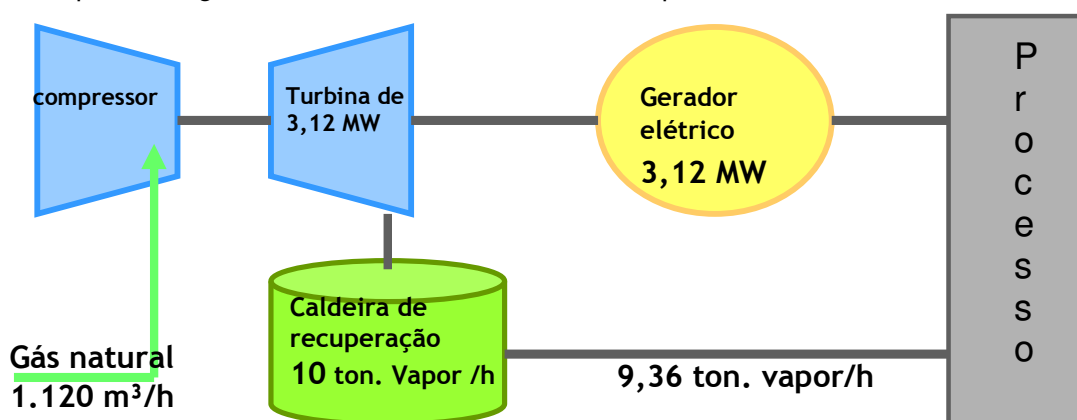 compressor
Turbina de
3,12 MW
Gerador
elétrico
3,12 MW
P
r
o
c
e
s
s
o
Caldeira de
recuperação
10 ton. Vapor /h
Gás natural
1.120 m³/h
9,36 ton. vapor/h